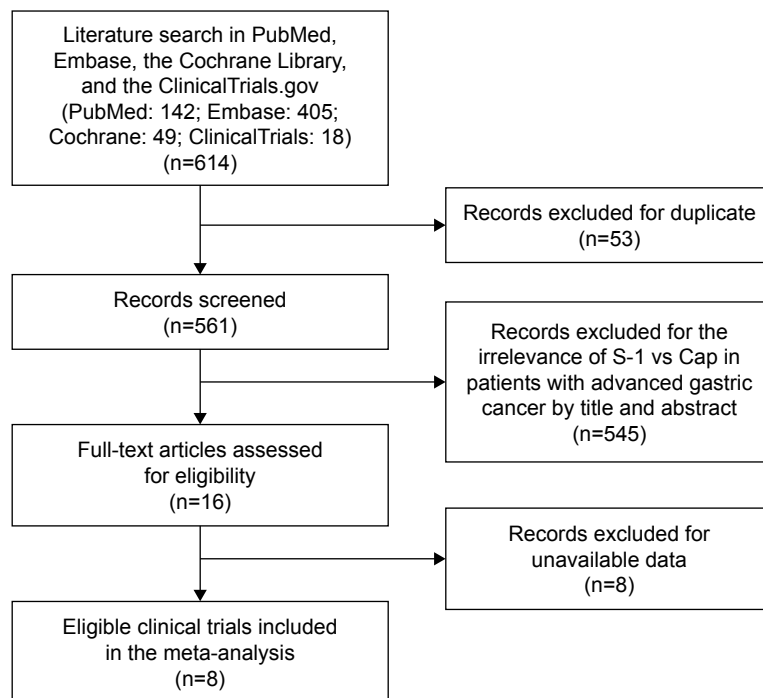 Literature search in PubMed,
Embase, the Cochrane Library,
and the ClinicalTrials.gov
(PubMed: 142; Embase: 405;
Cochrane: 49; ClinicalTrials: 18)
(n=614)
Records excluded for duplicate
(n=53)
Records screened
(n=561)
Records excluded for the
irrelevance of S-1 vs Cap in
patients with advanced gastric
cancer by title and abstract
(n=545)
Full-text articles assessed
for eligibility
(n=16)
Records excluded for
unavailable data
(n=8)
Eligible clinical trials included
in the meta-analysis
(n=8)